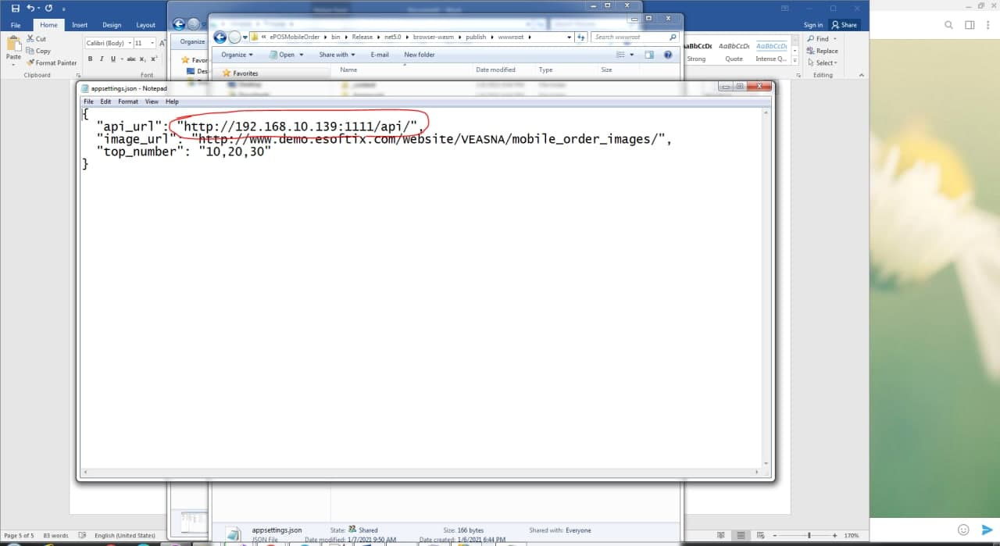 File
Home
Insert
Design
Layout
Sign in
Share
Paste
Cut
Copy
Format Painter
Clipboard
Calibri (Body)
11
B I U abc X₂ X²
Font
Organize
Favor
Des
« ePOSMobileOrder ▸ bin ▸ Release ▸ net5.0 ▸ browser-wasm ▸ publish ▸ wwwroot ▸
Search wwwroot
Organize
Open
Share with
E-mail
New folder
Favorites
Name
Date modified
Type
Size
AaBbCcDc
AaBbCcDc
AaBbCcDc
Strong
Quote
Intense Q...
Find
Replace
Select
Editing
appsettings.json - Notepad
File Edit Format View Help
{
"api_url": "http://192.168.10.139:1111/api/",
"image_url": "http://www.demo.esoftix.com/website/VEASNA/mobile_order_images/",
"top_number": "10,20,30"
}
appsettings.json
State: Shared
Size: 166 bytes
Shared with: Everyone
JSON File
Date modified: 1/7/2021 9:50 AM
Date created: 1/6/2021 6:44 PM
Page 5 of 5
83 words
English (United States)
170%